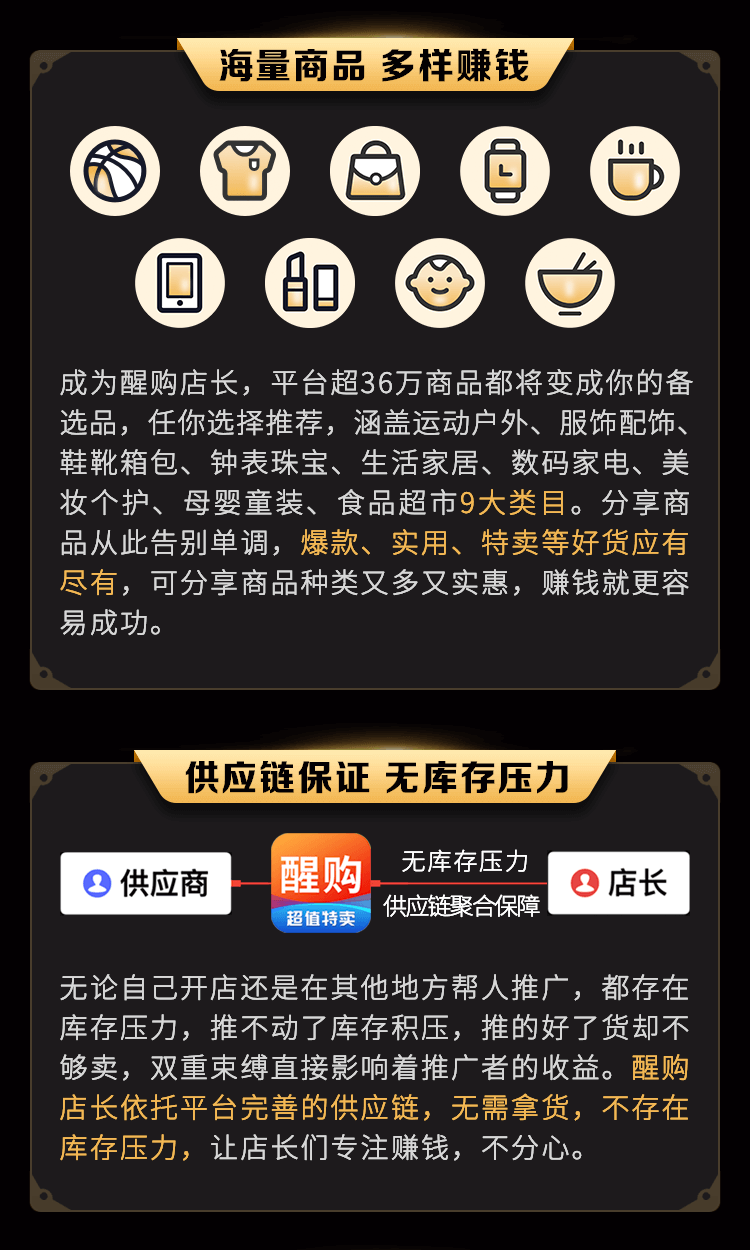 海量商品 多样赚钱
成为醒购店长，平台超36万商品都将变成你的备
选品，任你选择推荐，涵盖运动户外、服饰配饰、
鞋靴箱包、钟表珠宝、生活家居、数码家电、美
妆个护、母婴童装、食品超市9大类目。分享商
品从此告别单调，爆款、实用、特卖等好货应有
尽有，可分享商品种类又多又实惠，赚钱就更容
易成功。
供应链保证 无库存压力
供应商
醒购
超值特卖
无库存压力
供应链聚合保障
店长
无论自己开店还是在其他地方帮人推广，都存在
库存压力，推不动了库存积压，推的好了货却不
够卖，双重束缚直接影响着推广者的收益。醒购
店长依托平台完善的供应链，无需拿货，不存在
库存压力，让店长们专注赚钱，不分心。